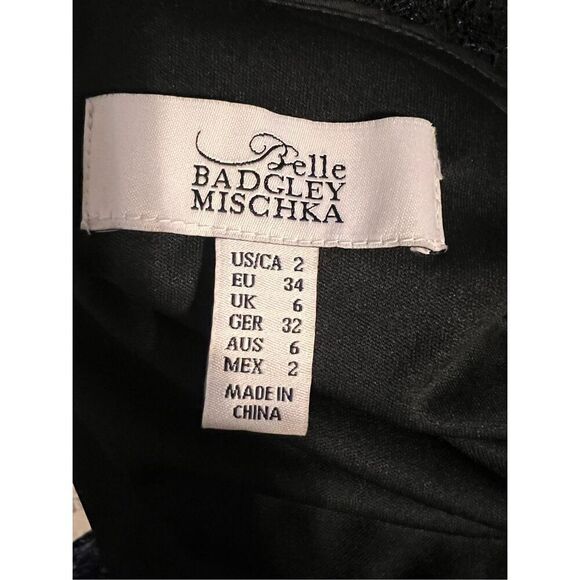 Belle
BADGLEY
MISCHKA
US/CA 2
EU 34
UK 6
GER 32
AUS 6
MEX 2
MADE IN
CHINA